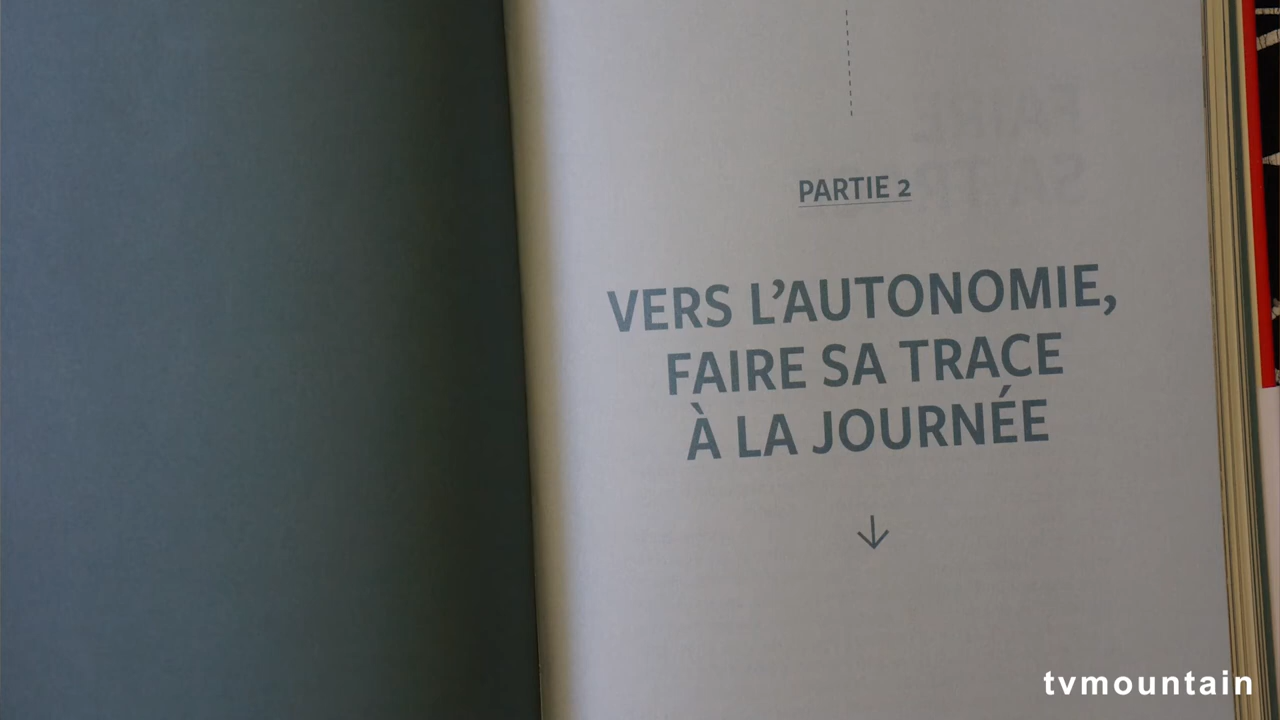 PARTIE 2
VERS L’AUTONOMIE,
FAIRE SA TRACE
À LA JOURNÉE
tvmountain